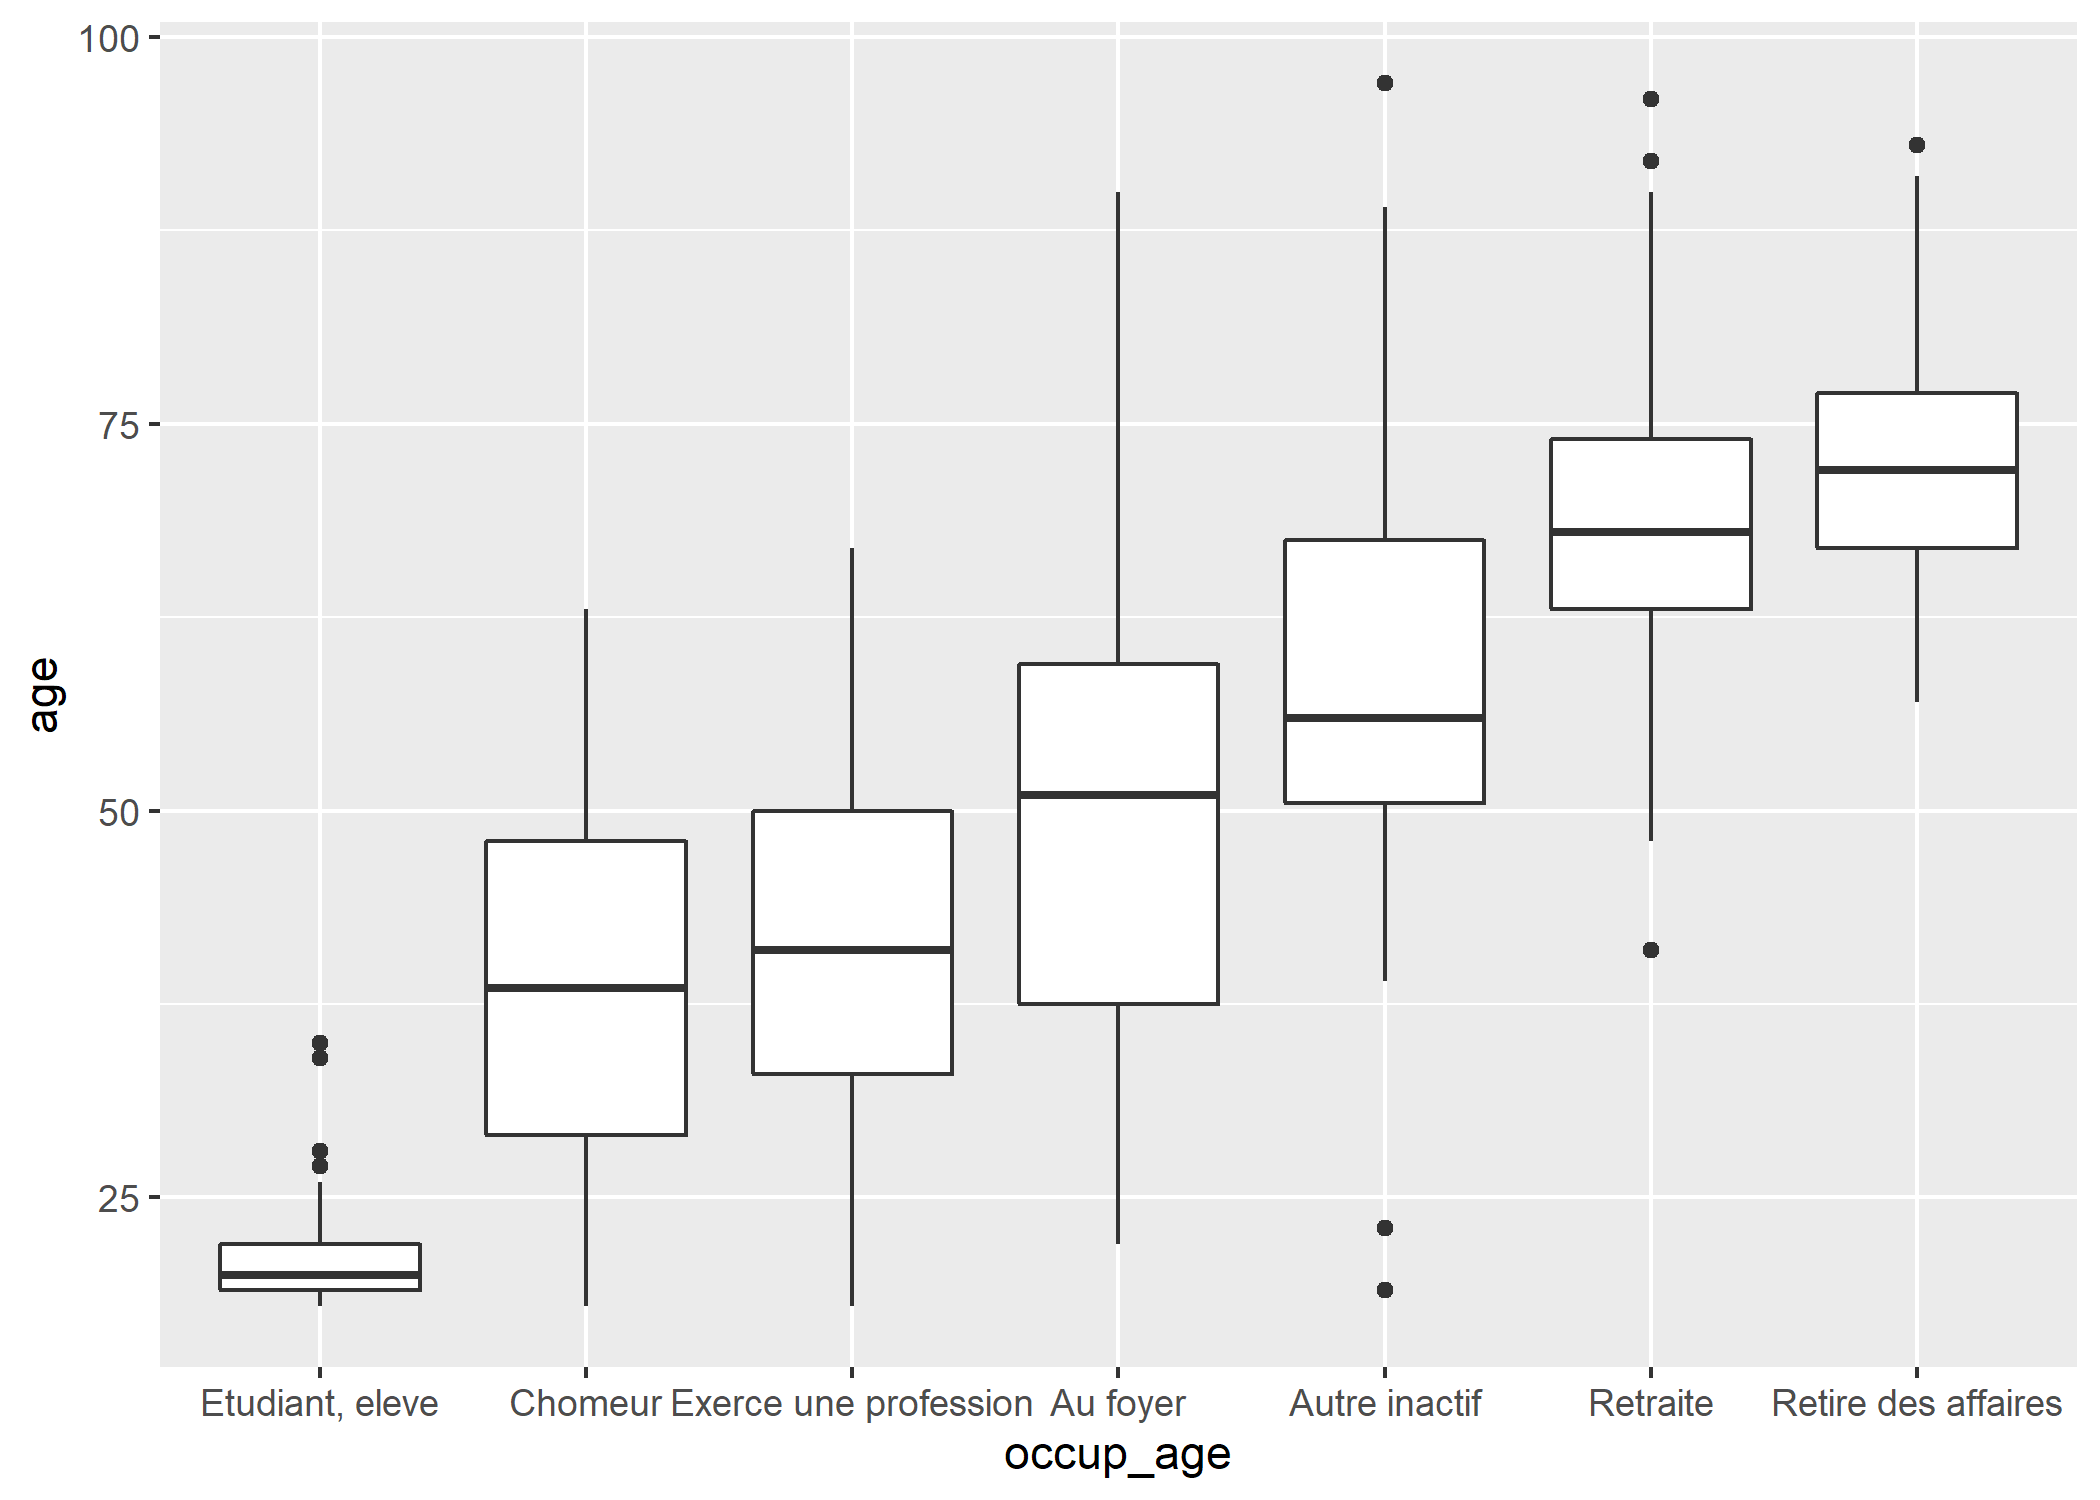 100
75
50
25
age
Etudiant, eleve
Chomeur
Exerce une profession
Au foyer
Autre inactif
Retraite
Retire des affaires
occup_age